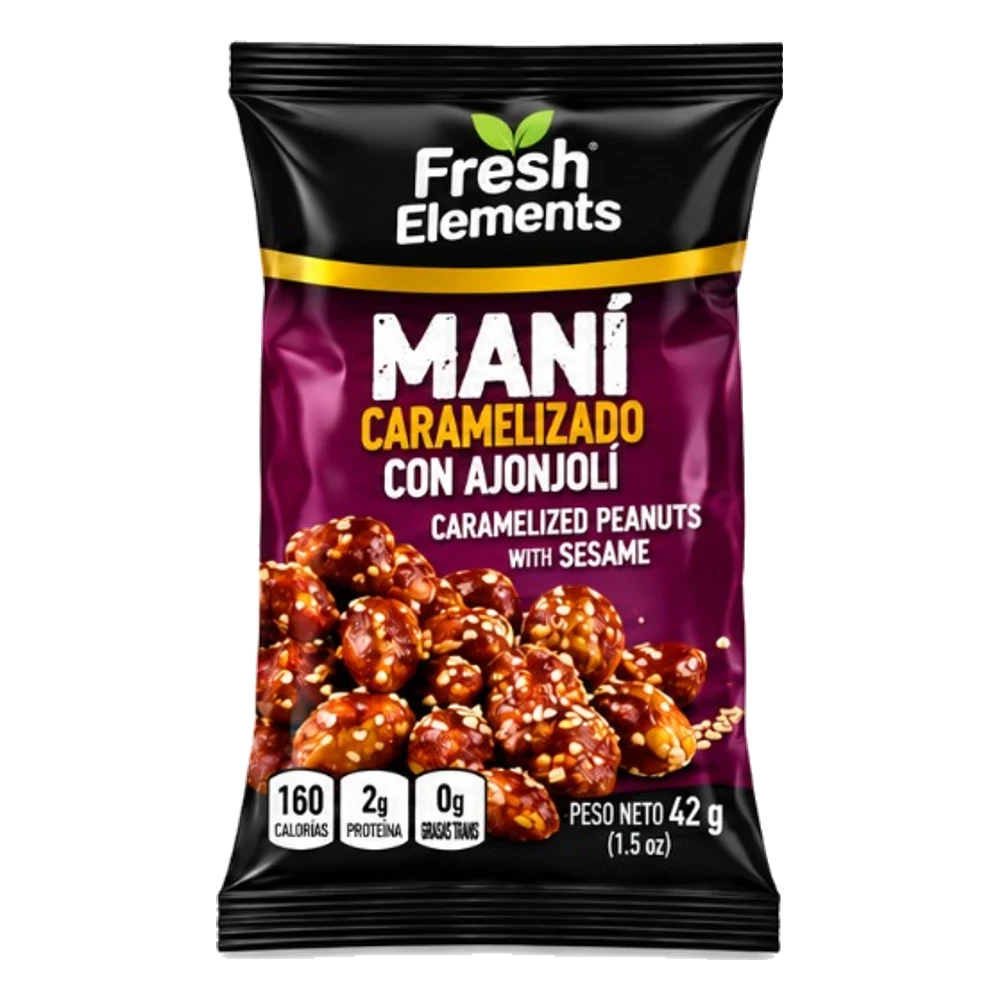 Fresh®
Elements
MANÍ
CARAMELIZADO
CON AJONJOLÍ
CARAMELIZED PEANUTS
WITH SESAME
160
CALORÍAS
2g
PROTEÍNA
0g
GRASAS TRANS
PESO NETO 42 g
(1.5 oz)